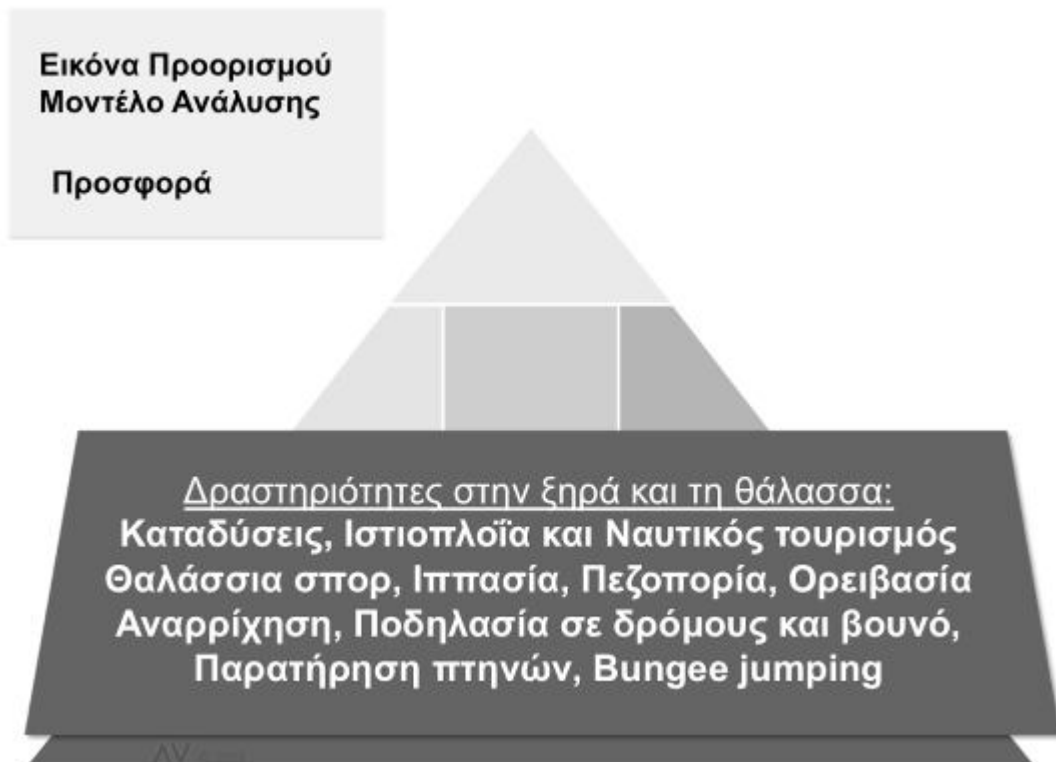 Εικόνα Προορισμού
Μοντέλο Ανάλυσης
Προσφορά
Δραστηριότητες στην ξηρά και τη θάλασσα:
Καταδύσεις, Ιστιοπλοΐα και Ναυτικός τουρισμός
Θαλάσσια σπορ, Ιππασία, Πεζοπορία, Ορειβασία
Αναρρίχηση, Ποδηλασία σε δρόμους και βουνό,
Παρατήρηση πτηνών, Bungee jumping